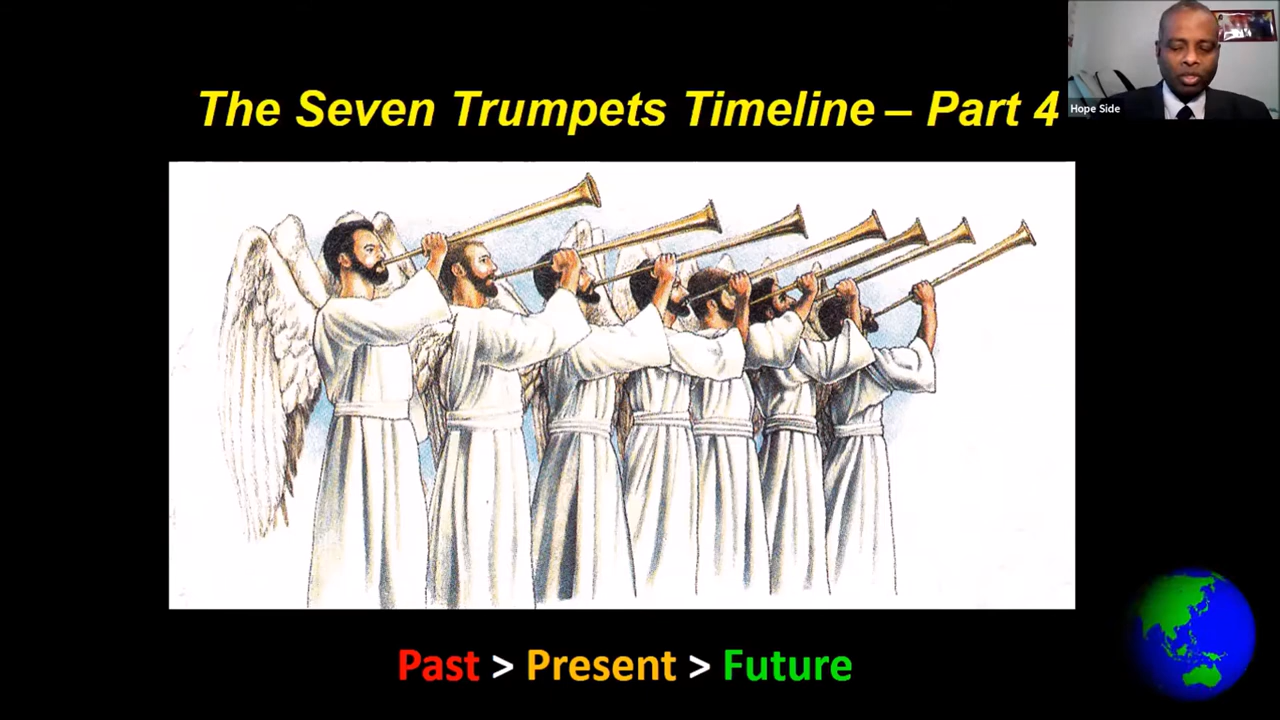 The Seven Trumpets Timeline – Part 4
Hope Side
Past > Present > Future